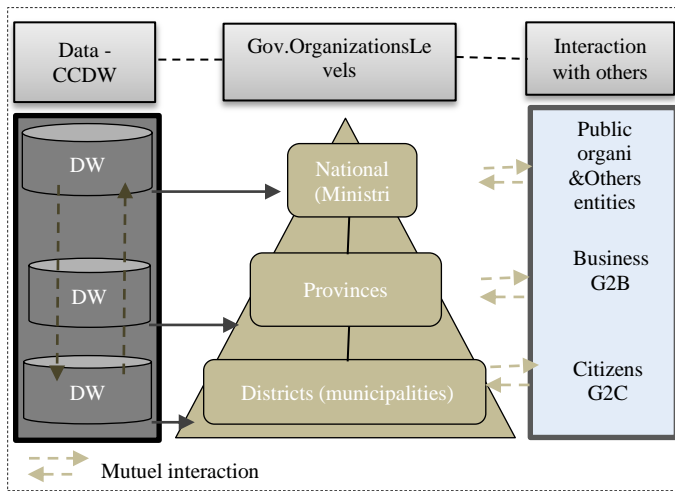 Data -
CCDW
Gov.OrganizationsLe
vels
Interaction
with others
DW
DW
DW
National
(Ministri
Provinces
Districts (municipalities)
Public
organi
&Others
entities
Business
G2B
Citizens
G2C
Mutuel interaction